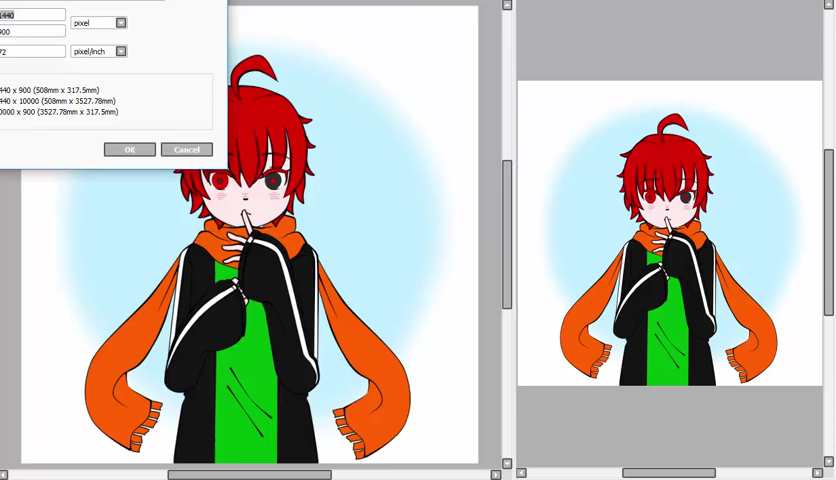 1440
pixel
900
72
pixel/inch
440 x 900 (508mm x 317.5mm)
440 x 10000 (508mm x 3527.78mm)
0000 x 900 (3527.78mm x 317.5mm)
OK
Cancel